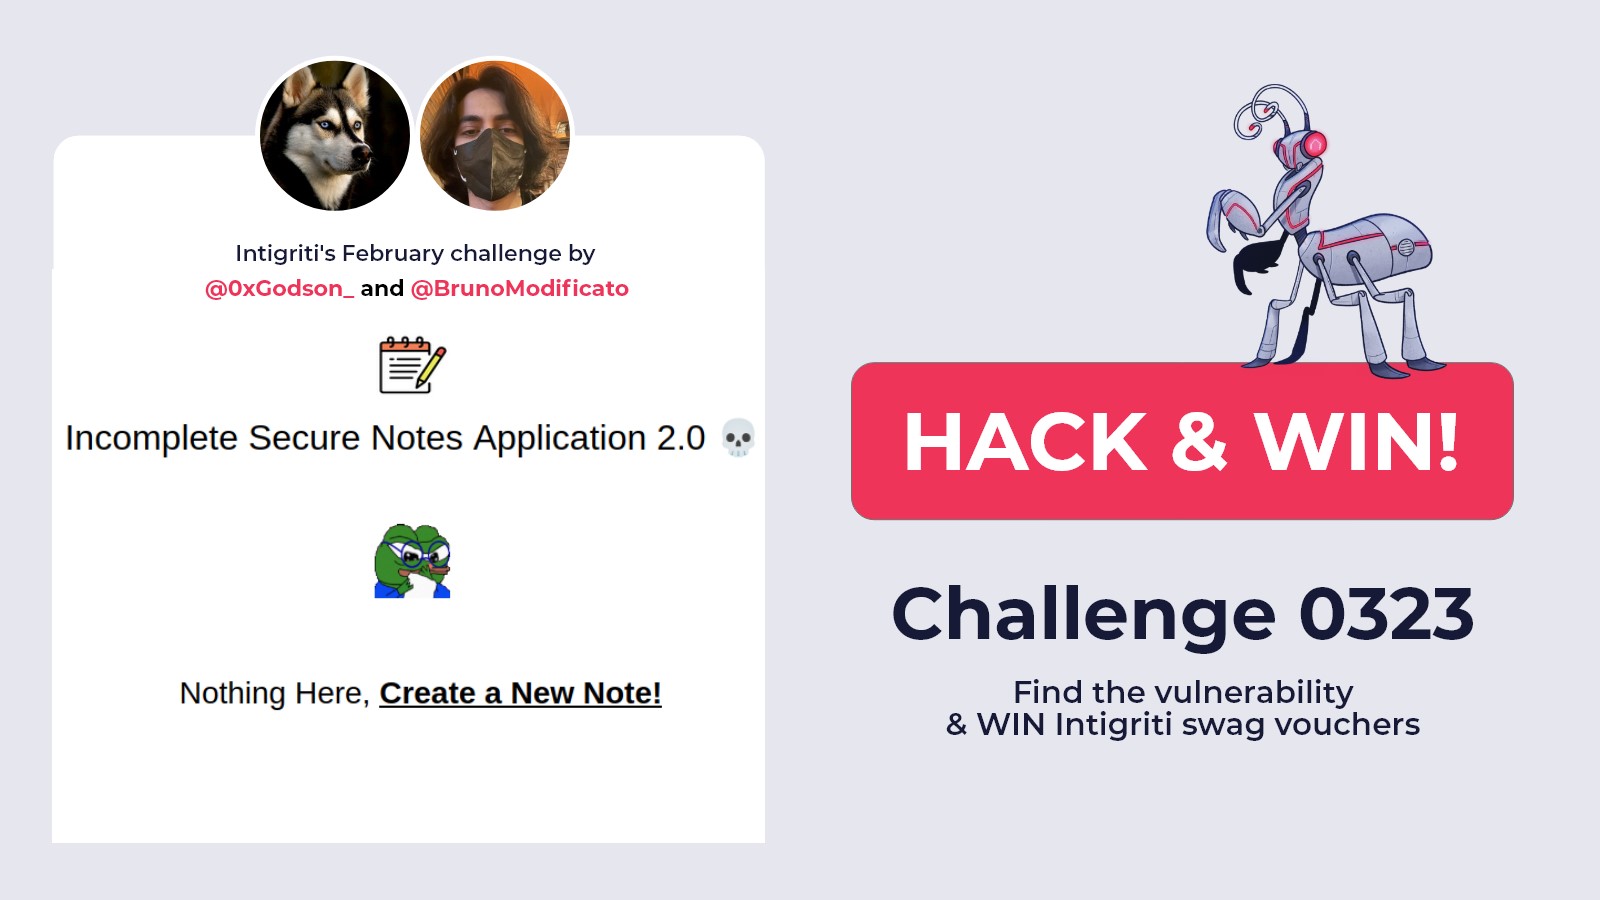 Intigriti's February challenge by
@0xGodson_ and @BrunoModificato
Incomplete Secure Notes Application 2.0 💀
Nothing Here, Create a New Note!
HACK & WIN!
Challenge 0323
Find the vulnerability
& WIN Intigriti swag vouchers